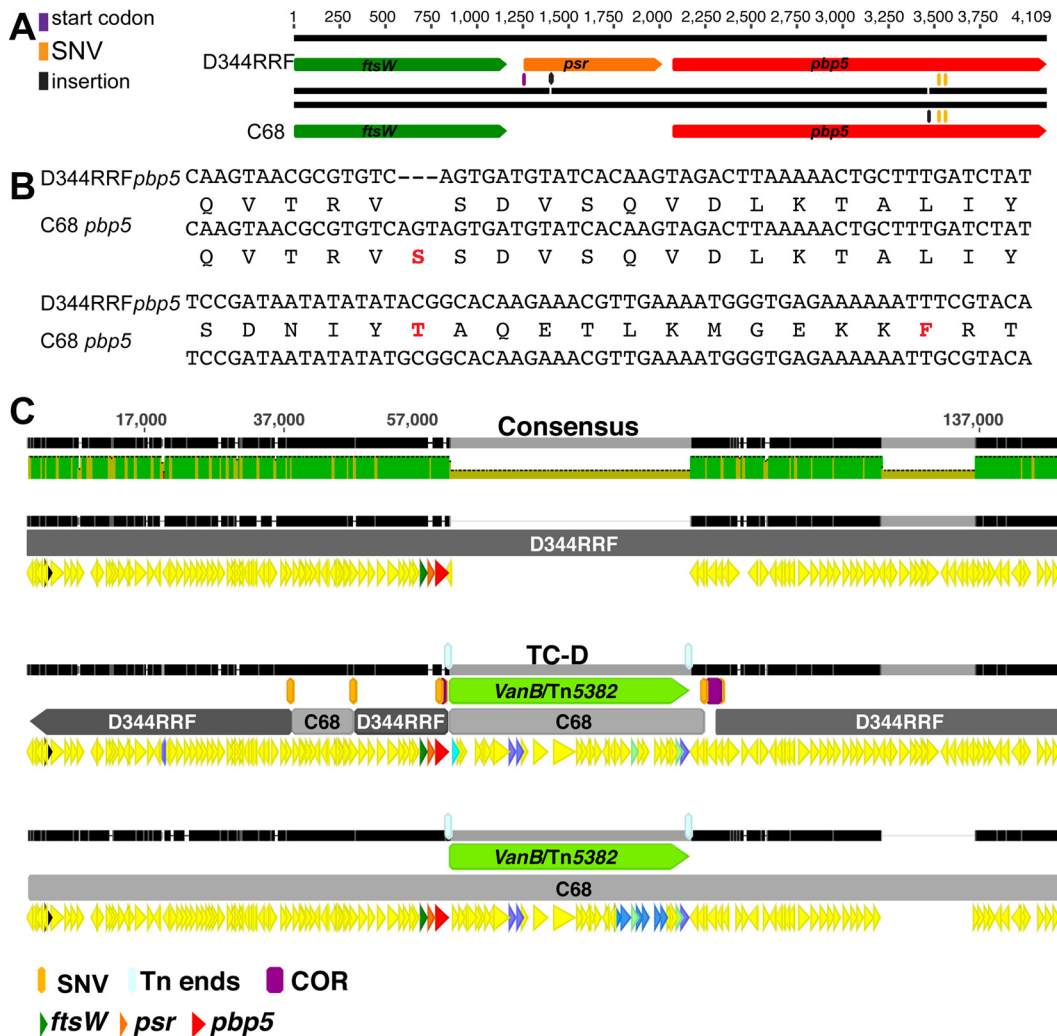 A
start codon
SNV
insertion
1 250 500 750 1,000 1,250 1,500 1,750 2,000 2,250 2,500 2,750 3,000 3,250 3,500 3,750 4,109
D344RRF
ftsW psr pbp5
C68
ftsW pbp5
B
D344RRFpbp5 CAAGTAACGCGTGTC---AGTGATGTATCACAAGTAGACTTAAAAACTGCTTTGATCTAT
Q V T R V S D V S Q V D L K T A L I Y
C68 pbp5
CAAGTAACGCGTGTCAGTAGTGATGTATCACAAGTAGACTTAAAAACTGCTTTGATCTAT
Q V T R V S S D V S Q V D L K T A L I Y
D344RRFpbp5 TCCGATAATATATATACGGCACAAGAAACGTTGAAAATGGGTGAGAAAAAATTTCGTACA
C68 pbp5
S D N I Y T A Q E T L K M G E K K F R T
TCCGATAATATATATGCGGCACAAGAAACGTTGAAAATGGGTGAGAAAAAATTGCGTACA
C
17,000 37,000 57,000 137,000
Consensus
D344RRF
TC-D
VanB/Tn5382
D344RRF C68 D344RRF C68 D344RRF
VanB/Tn5382
C68
SNV Tn ends COR
ftsW psr pbp5